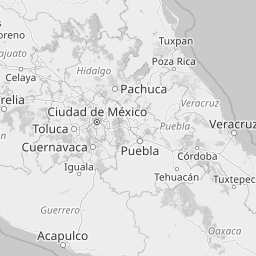 Tuxpan
oreno
ajuato
Celaya
Hidalgo
Poza Rica
Pachuca
relia
Veracruz
Ciudad de México
Toluca
Puebla
Veracruz
Cuernavaca
Puebla
Córdoba
Iguala
Tehuacán
Tuxtepec
Guerrero
Oaxaca
Acapulco